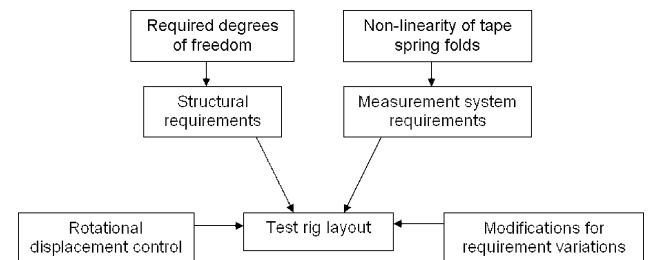 Required degrees
of freedom
Non-linearity of tape
spring folds
Structural
requirements
Measurement system
requirements
Rotational
displacement control
Test rig layout
Modifications for
requirement variations